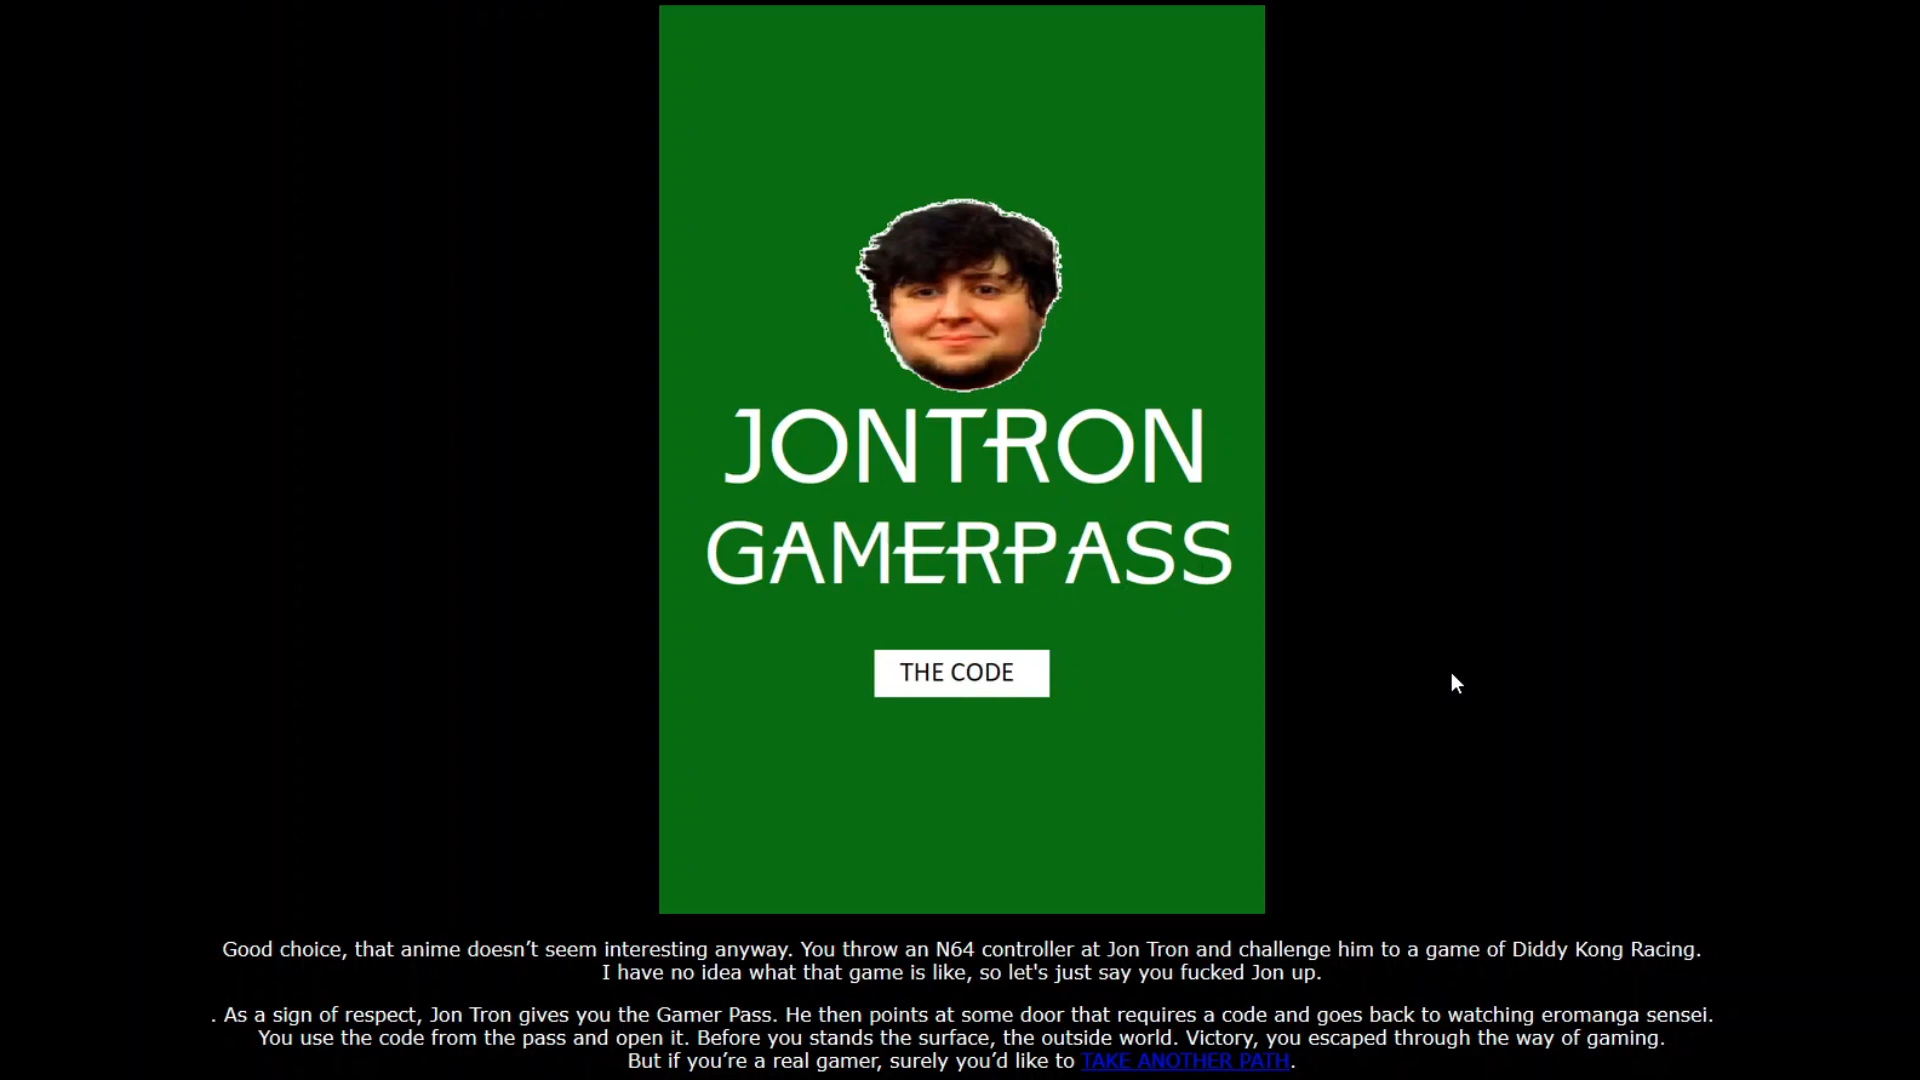 JONTRON
GAMERPASS
THE CODE
Good choice, that anime doesn’t seem interesting anyway. You throw an N64 controller at Jon Tron and challenge him to a game of Diddy Kong Racing.
I have no idea what that game is like, so let's just say you fucked Jon up.
. As a sign of respect, Jon Tron gives you the Gamer Pass. He then points at some door that requires a code and goes back to watching eromanga sensei.
You use the code from the pass and open it. Before you stands the surface, the outside world. Victory, you escaped through the way of gaming.
But if you’re a real gamer, surely you’d like to TAKE ANOTHER PATH.